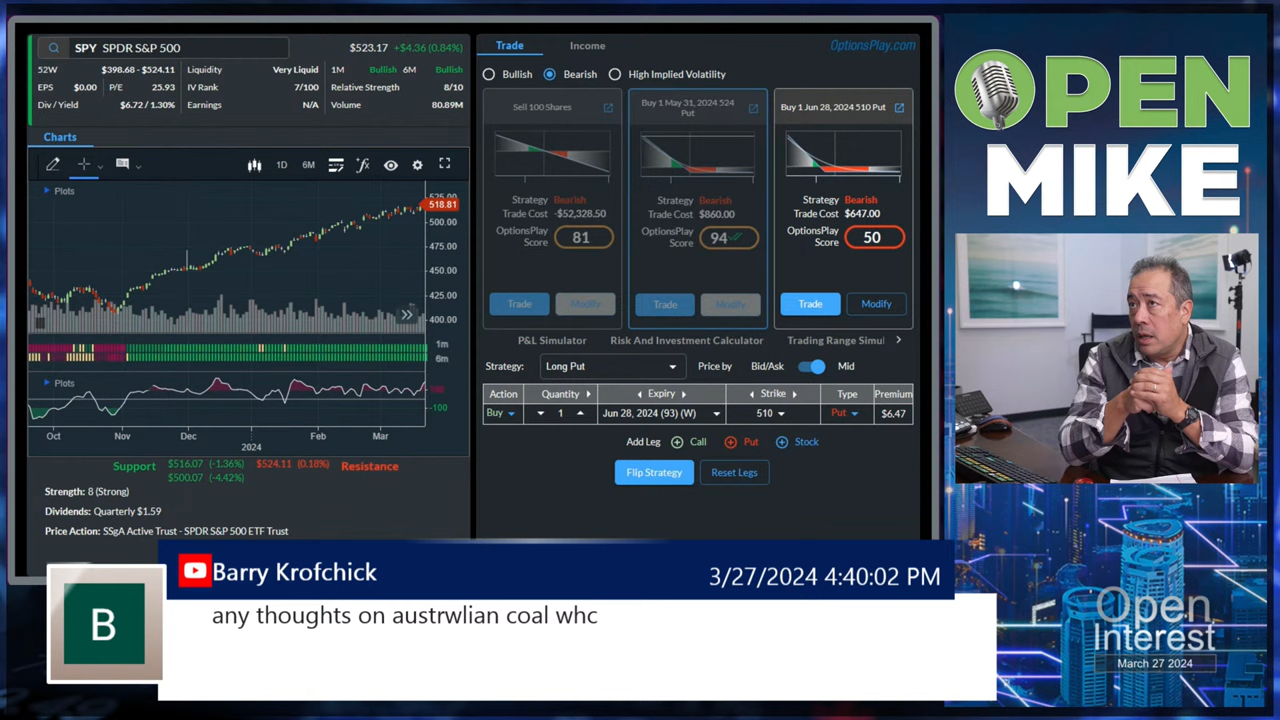 SPY SPDR S&P 500
$523.17 +$4.36 (0.84%)
52W $398.68 - $524.11 Liquidity Very Liquid 1M Bullish 6M Bullish
EPS $0.00 P/E 25.93 IV Rank 7/100 Relative Strength 8/10
Div / Yield $6.72 / 1.30% Earnings N/A Volume 80.89M
Charts
1D 6M
Plots
525.00
518.81
500.00
475.00
450.00
425.00
400.00
1m
6m
Plots
-100
Oct Nov Dec Feb Mar
2024
Support $516.07 (-1.36%) $524.11 (0.18%) Resistance
$500.07 (-4.42%)
Strength: 8 (Strong)
Dividends: Quarterly $1.59
Price Action: SSgA Active Trust - SPDR S&P 500 ETF Trust
Trade Income OptionsPlay.com
Bullish Bearish High Implied Volatility
Sell 100 Shares
Strategy Bearish
Trade Cost -$52,328.50
OptionsPlay
Score 81
Trade Modify
Buy 1 May 31, 2024 524
Put
Strategy Bearish
Trade Cost $860.00
OptionsPlay
Score 94
Trade Modify
Buy 1 Jun 28, 2024 510 Put
Strategy Bearish
Trade Cost $647.00
OptionsPlay
Score 50
Trade Modify
P&L Simulator Risk And Investment Calculator Trading Range Simul
Strategy: Long Put Price by Bid/Ask Mid
Action Quantity Expiry Strike Type Premium
Buy 1 Jun 28, 2024 (93) (W) 510 Put $6.47
Add Leg Call Put Stock
Flip Strategy Reset Legs
OPEN
MIKE
B
Barry Krofchick 3/27/2024 4:40:02 PM
any thoughts on austrwlian coal whc
Open
Interest
March 27 2024